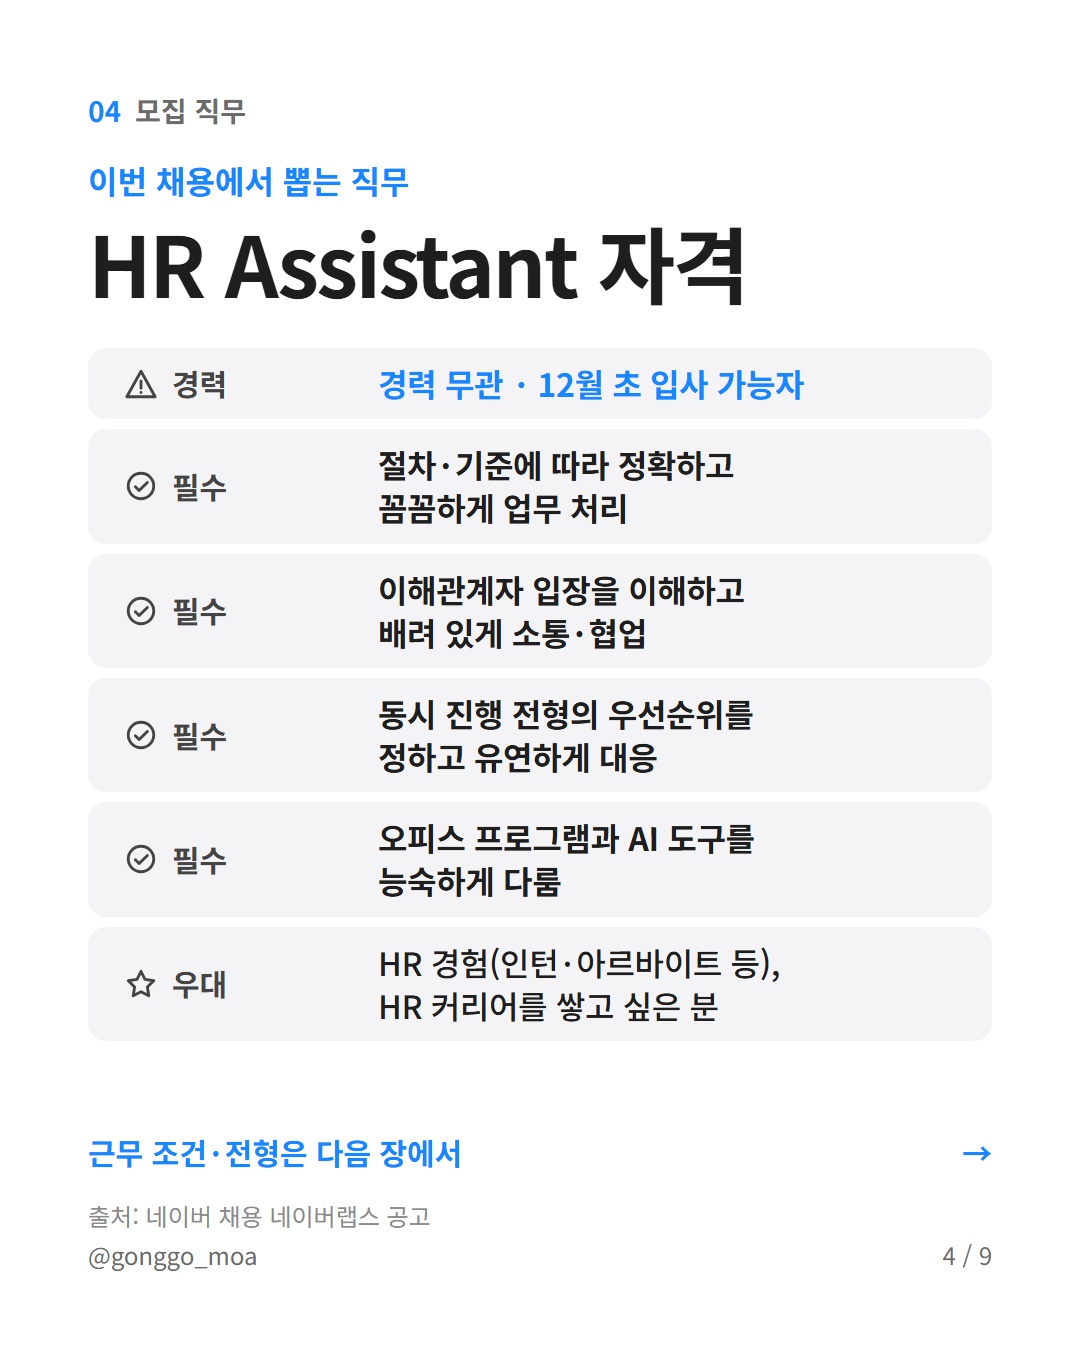 04 모집 직무
이번 채용에서 뽑는 직무
HR Assistant 자격
경력
경력 무관 · 12월 초 입사 가능자
필수
절차·기준에 따라 정확하고
꼼꼼하게 업무 처리
필수
이해관계자 입장을 이해하고
배려 있게 소통·협업
필수
동시 진행 전형의 우선순위를
정하고 유연하게 대응
필수
오피스 프로그램과 AI 도구를
능숙하게 다룸
우대
HR 경험(인턴·아르바이트 등),
HR 커리어를 쌓고 싶은 분
근무 조건·전형은 다음 장에서 →
출처: 네이버 채용 네이버랩스 공고
@gonggo_moa
4 / 9